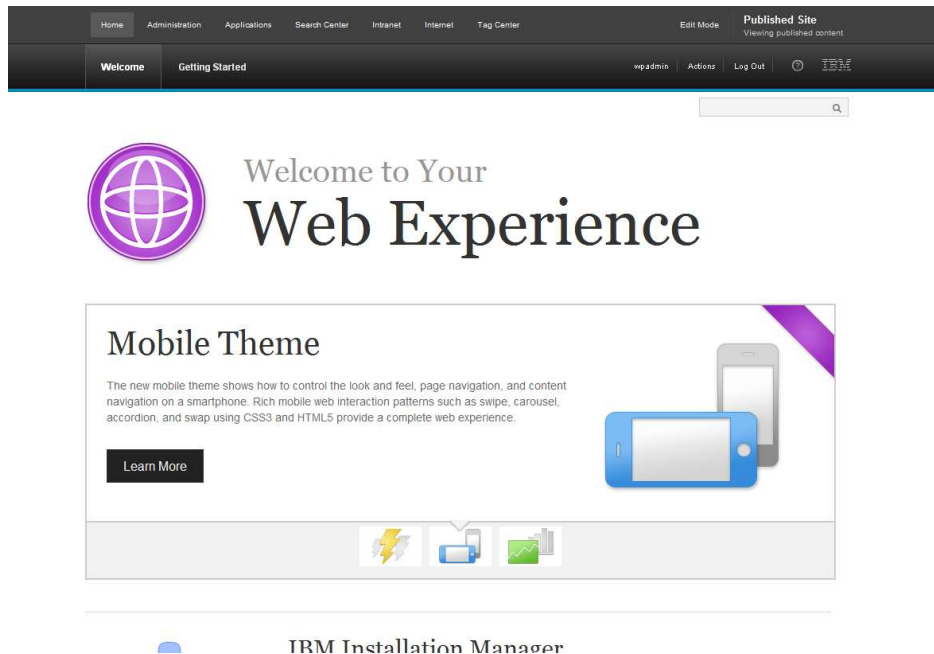 Home Administration Applications Search Center Intranet Internet Tag Center Edit Mode Published Site
Viewing published content
Welcome Getting Started wpadmin Actions Log Out ? IBM
Welcome to Your
Web Experience
Mobile Theme
The new mobile theme shows how to control the look and feel, page navigation, and content
navigation on a smartphone. Rich mobile web interaction patterns such as swipe, carousel,
accordion, and swap using CSS3 and HTML5 provide a complete web experience.
Learn More
IBM Installation Manager